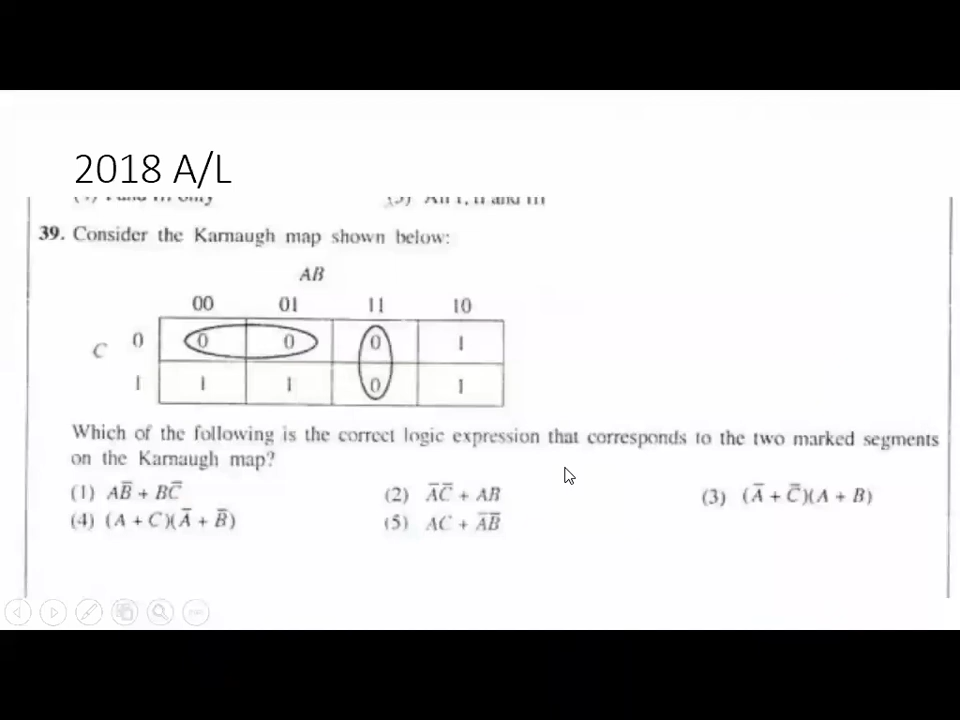 2018 A/L
39. Consider the Karnaugh map shown below:
AB
00 01 11 10
C 0 0 0 0 1
1 1 1 0 1
Which of the following is the correct logic expression that corresponds to the two marked segments
on the Karnaugh map?
(1) AB̅ + BC̅ (2) A̅C̅ + AB (3) (A̅ + C̅)(A + B)
(4) (A + C)(A̅ + B̅) (5) AC + A̅B̅